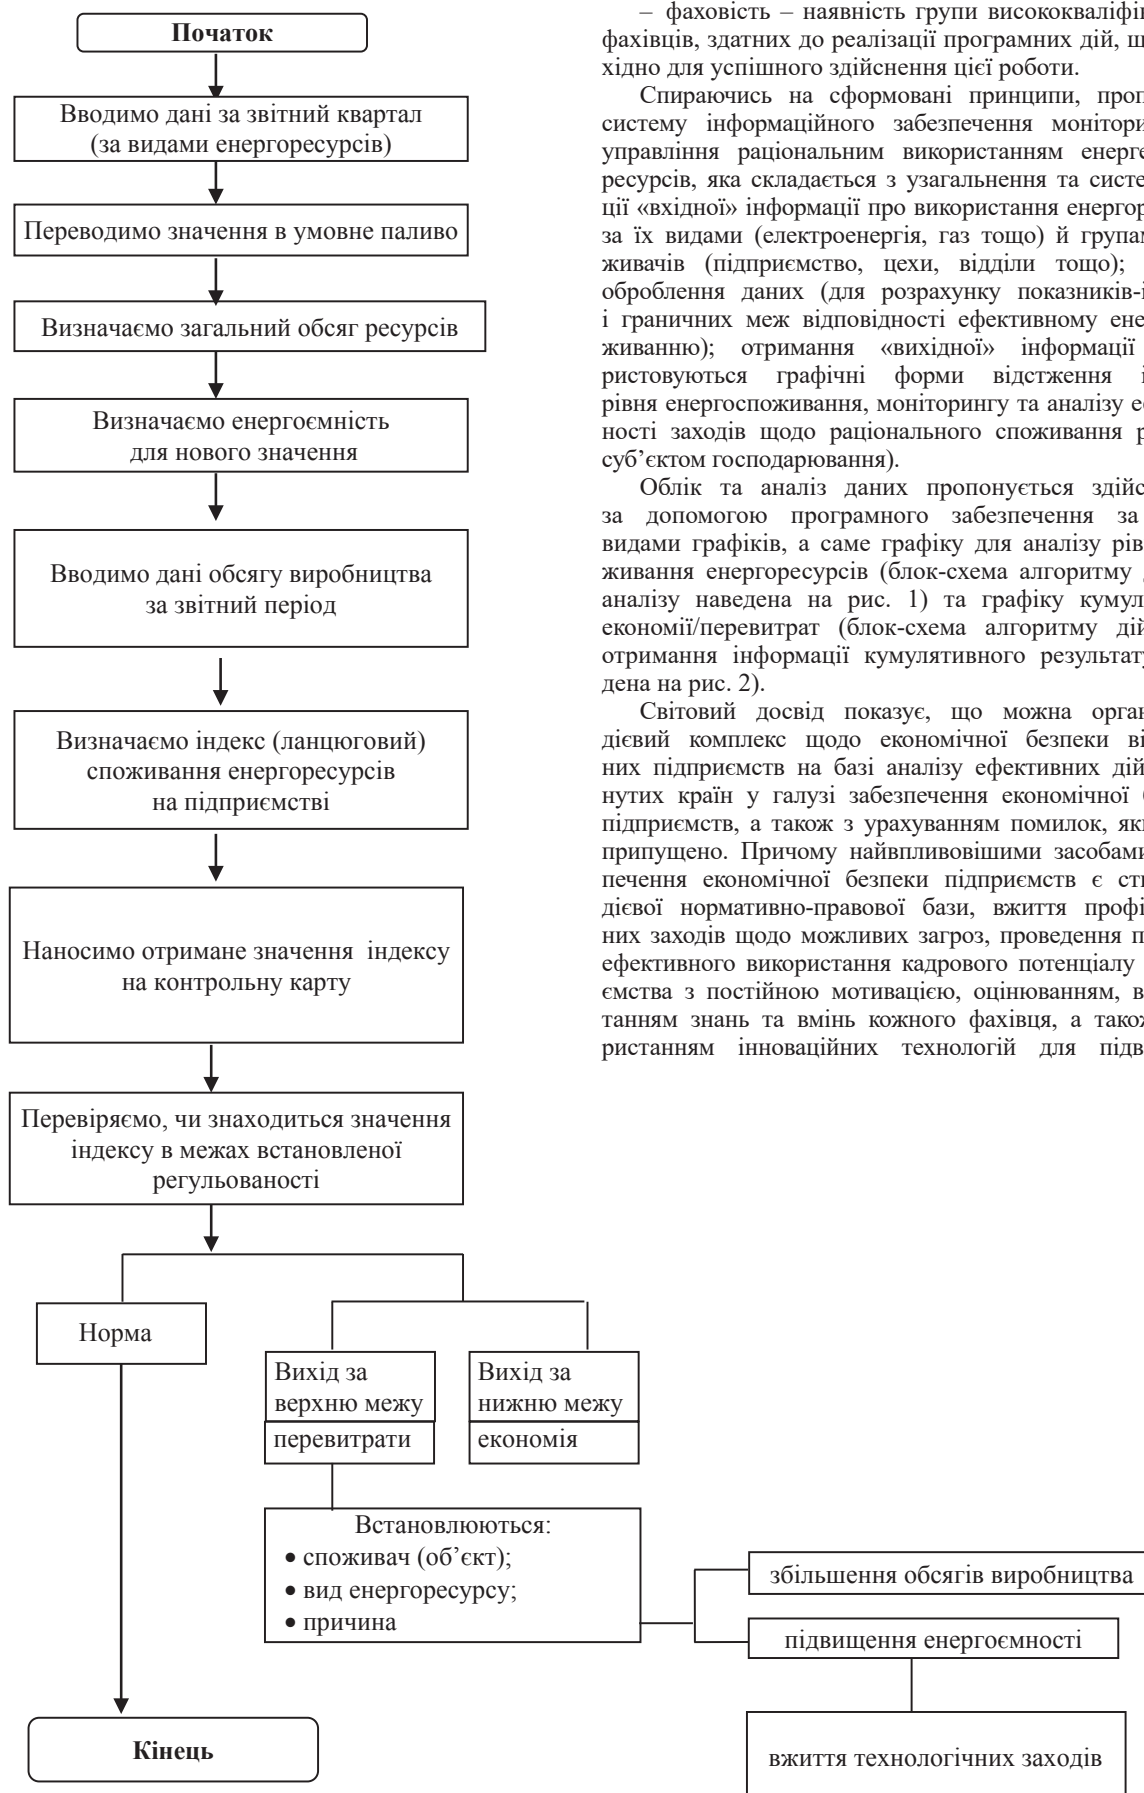 Початок
Вводимо дані за звітний квартал
(за видами енергоресурсів)
Переводимо значення в умовне паливо
Визначаємо загальний обсяг ресурсів
Визначаємо енергоємність
для нового значення
Вводимо дані обсягу виробництва
за звітний період
Визначаємо індекс (ланцюговий)
споживання енергоресурсів
на підприємстві
Наносимо отримане значення індексу
на контрольну карту
Перевіряємо, чи знаходиться значення
індексу в межах встановленої
регульованості
Норма
Вихід за
верхню межу
перевитрати
Вихід за
нижню межу
економія
Встановлюються:
• споживач (об’єкт);
• вид енергоресурсу;
• причина
збільшення обсягів виробництва
підвищення енергоємності
вжиття технологічних заходів
Кінець
– фаховість – наявність групи висококваліфі
фахівців, здатних до реалізації програмних дій, щ
хідно для успішного здійснення цієї роботи.
Спираючись на сформовані принципи, проп
систему інформаційного забезпечення монітори
управління раціональним використанням енерг
ресурсів, яка складається з узагальнення та систе
ції «вхідної» інформації про використання енергор
за їх видами (електроенергія, газ тощо) й групам
живачів (підприємство, цехи, відділи тощо);
оброблення даних (для розрахунку показників-і
і граничних меж відповідності ефективному ене
живанню); отримання «вихідної» інформації
ристовуються графічні форми відстження і
рівня енергоспоживання, моніторингу та аналізу е
ності заходів щодо раціонального споживання р
суб’єктом господарювання).
Облік та аналіз даних пропонується здійс
за допомогою програмного забезпечення за
видами графіків, а саме графіку для аналізу рів
живання енергоресурсів (блок-схема алгоритму
аналізу наведена на рис. 1) та графіку кумул
економії/перевитрат (блок-схема алгоритму дій
отримання інформації кумулятивного результату
дена на рис. 2).
Світовий досвід показує, що можна орган
дієвий комплекс щодо економічної безпеки ві
них підприємств на базі аналізу ефективних дій
нутих країн у галузі забезпечення економічної
підприємств, а також з урахуванням помилок, як
припущено. Причому найвпливовішими засобами
печення економічної безпеки підприємств є ст
дієвої нормативно-правової бази, вжиття профі
них заходів щодо можливих загроз, проведення п
ефективного використання кадрового потенціалу
ємства з постійною мотивацією, оцінюванням, в
танням знань та вмінь кожного фахівця, а тако
ристанням інноваційних технологій для підв